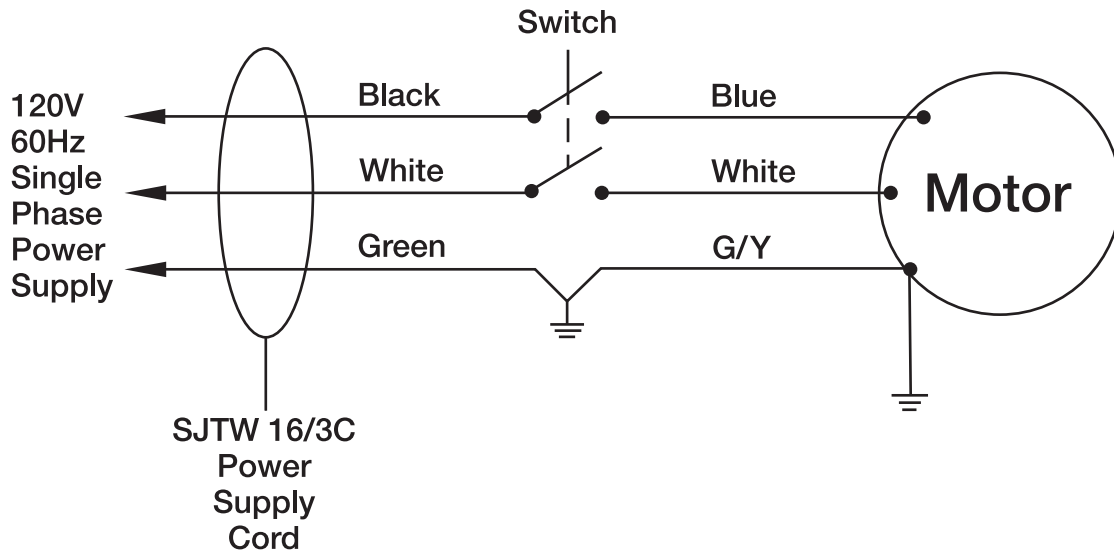 Switch
120V
60Hz
Single
Phase
Power
Supply
Black
Blue
White
White
Motor
Green
G/Y
SJTW 16/3C
Power
Supply
Cord